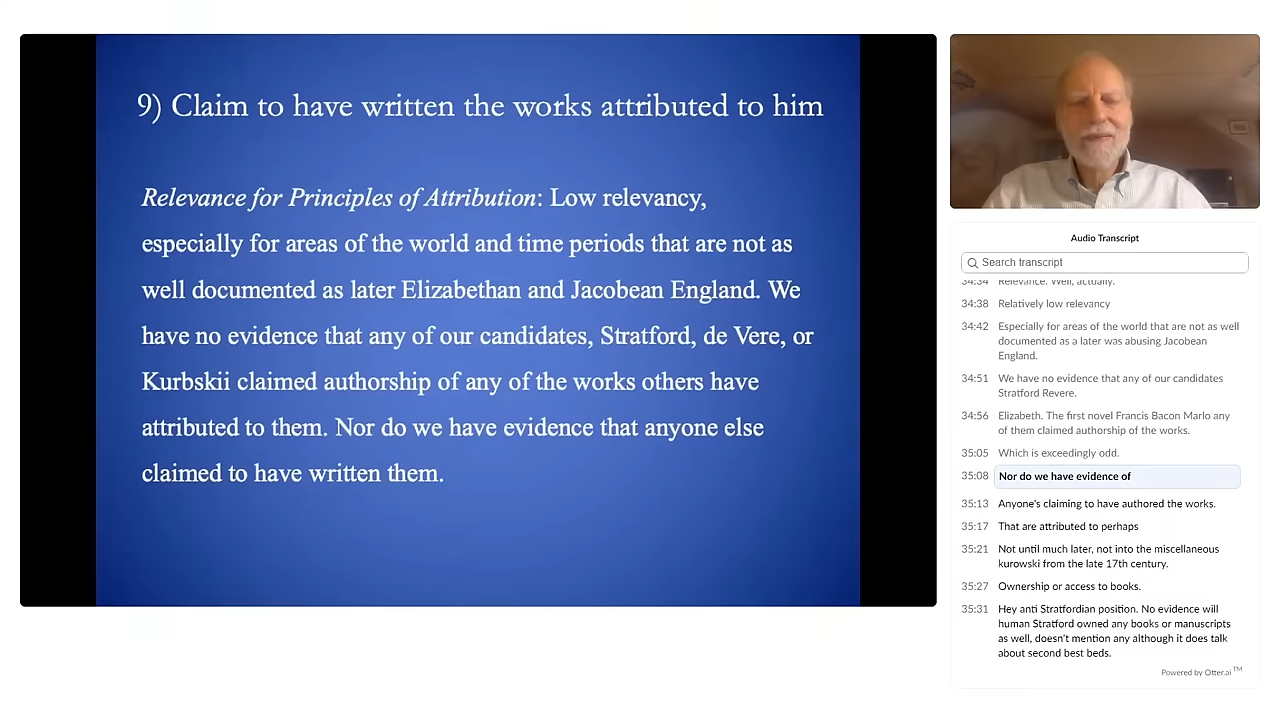 9) Claim to have written the works attributed to him
Relevance for Principles of Attribution: Low relevancy,
especially for areas of the world and time periods that are not as
well documented as later Elizabethan and Jacobean England. We
have no evidence that any of our candidates, Stratford, de Vere, or
Kurbskii claimed authorship of any of the works others have
attributed to them. Nor do we have evidence that anyone else
claimed to have written them.
Audio Transcript
Search transcript
34:34 Relevance. Well, actually.
34:38 Relatively low relevancy
34:42 Especially for areas of the world that are not as well
documented as a later was abusing Jacobean
England.
34:51 We have no evidence that any of our candidates
Stratford Revere.
34:56 Elizabeth. The first novel Francis Bacon Marlo any
of them claimed authorship of the works.
35:05 Which is exceedingly odd.
35:08 Nor do we have evidence of
35:13 Anyone's claiming to have authored the works.
35:17 That are attributed to perhaps
35:21 Not until much later, not into the miscellaneous
kurowski from the late 17th century.
35:27 Ownership or access to books.
35:31 Hey anti Stratfordian position. No evidence will
human Stratford owned any books or manuscripts
as well, doesn't mention any although it does talk
about second best beds.
Powered by Otter.ai TM